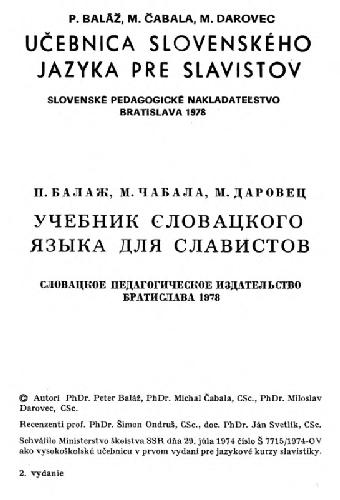 P. BALÁŽ, M. ČABALA, M. DAROVEC
UČEBNICA SLOVENSKÉHO
JAZYKA PRE SLAVISTOV
SLOVENSKÉ PEDAGOGICKÉ NAKLADATEĽSTVO
BRATISLAVA 1978
П. БАЛАЖ, М. ЧАБАЛА, М. ДАРОВЕЦ
УЧЕБНИК СЛОВАЦКОГО
ЯЗЫКА ДЛЯ СЛАВИСТОВ
СЛОВАЦКОЕ ПЕДАГОГИЧЕСКОЕ ИЗДАТЕЛЬСТВО
БРАТИСЛАВА 1978
© Autori PhDr. Peter Baláž, PhDr. Michal Čabala, CSc., PhDr. Miloslav
Darovec, CSc.
Recenzenti prof. PhDr. Šimon Ondruš, CSc., doc. PhDr. Ján Svetlík, CSc.
Schválilo Ministerstvo školstva SSR dňa 29. júla 1974 číslo Š 7715/1974-OV
ako vysokoškolskú učebnicu v prvom vydaní pre jazykové kurzy slavistiky.
2. vydanie